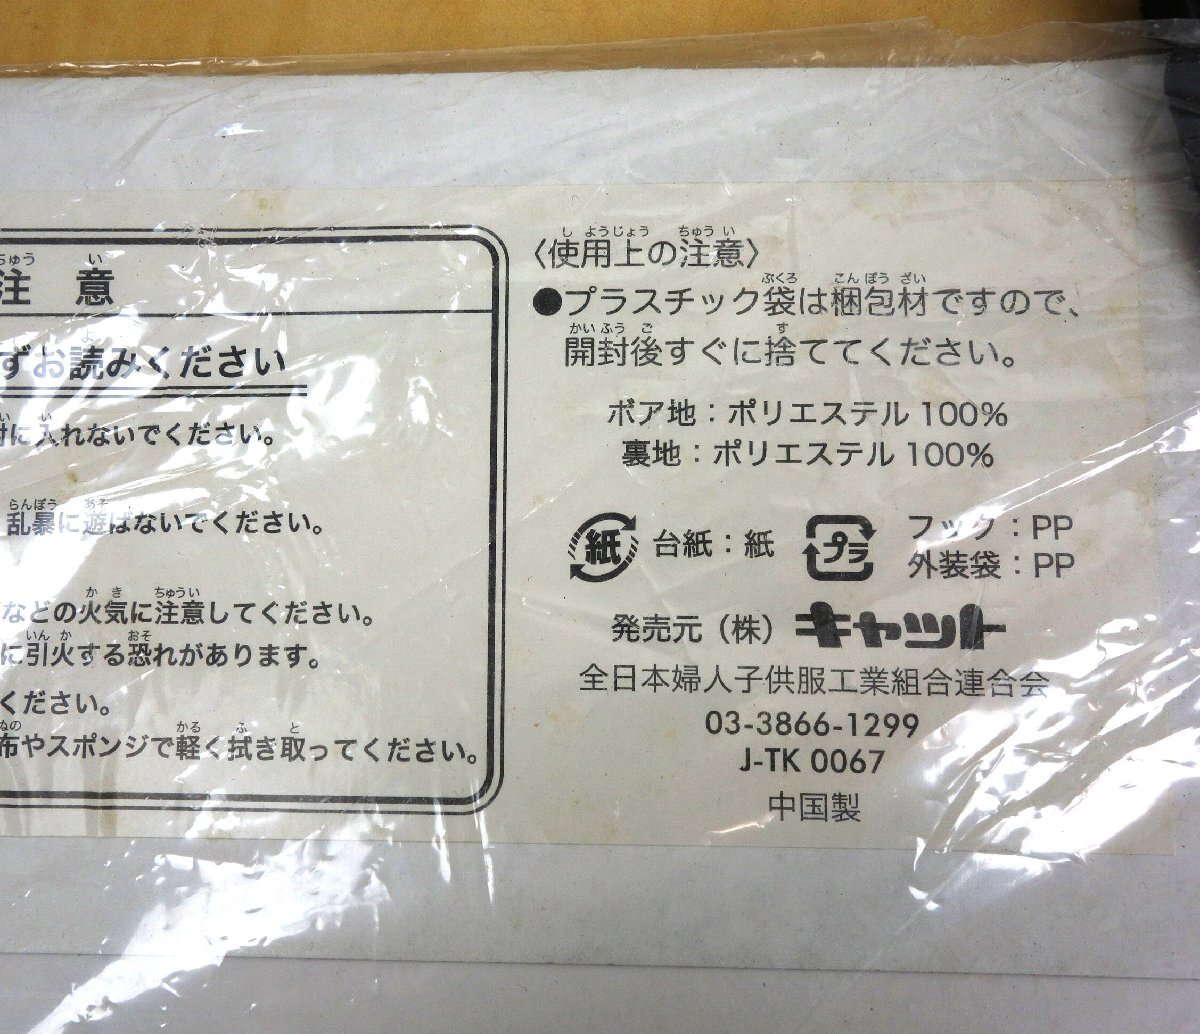 注意
ずお読みください
に入れないでください。
乱暴に遊ばないでください。
などの火気に注意してください。
に引火する恐れがあります。
ください。
布やスポンジで軽く拭き取ってください。
〈使用上の注意〉
●プラスチック袋は梱包材ですので、
開封後すぐに捨ててください。
ボア地：ポリエステル 100%
裏地：ポリエステル 100%
紙 台紙：紙
プラ フック：PP
外装袋：PP
発売元（株）キャット
全日本婦人子供服工業組合連合会
03-3866-1299
J-TK 0067
中国製